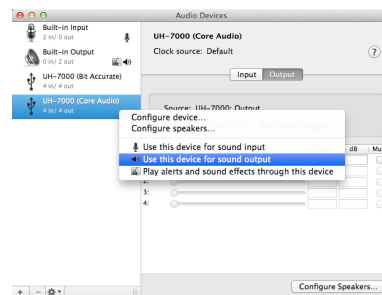 Audio Devices
Built-in Input
2 in/ 0 out
Built-in Output
0 in/ 2 out
UH-7000 (Bit Accurate)
4 in/ 4 out
UH-7000 (Core Audio)
4 in/ 4 out
UH-7000 (Core Audio)
Clock source: Default
?
Input Output
Source: UH-7000: Output
Configure device...
Configure speakers...
Use this device for sound input
Use this device for sound output
Play alerts and sound effects through this device
dB Mu
2:
3:
4:
Configure Speakers...